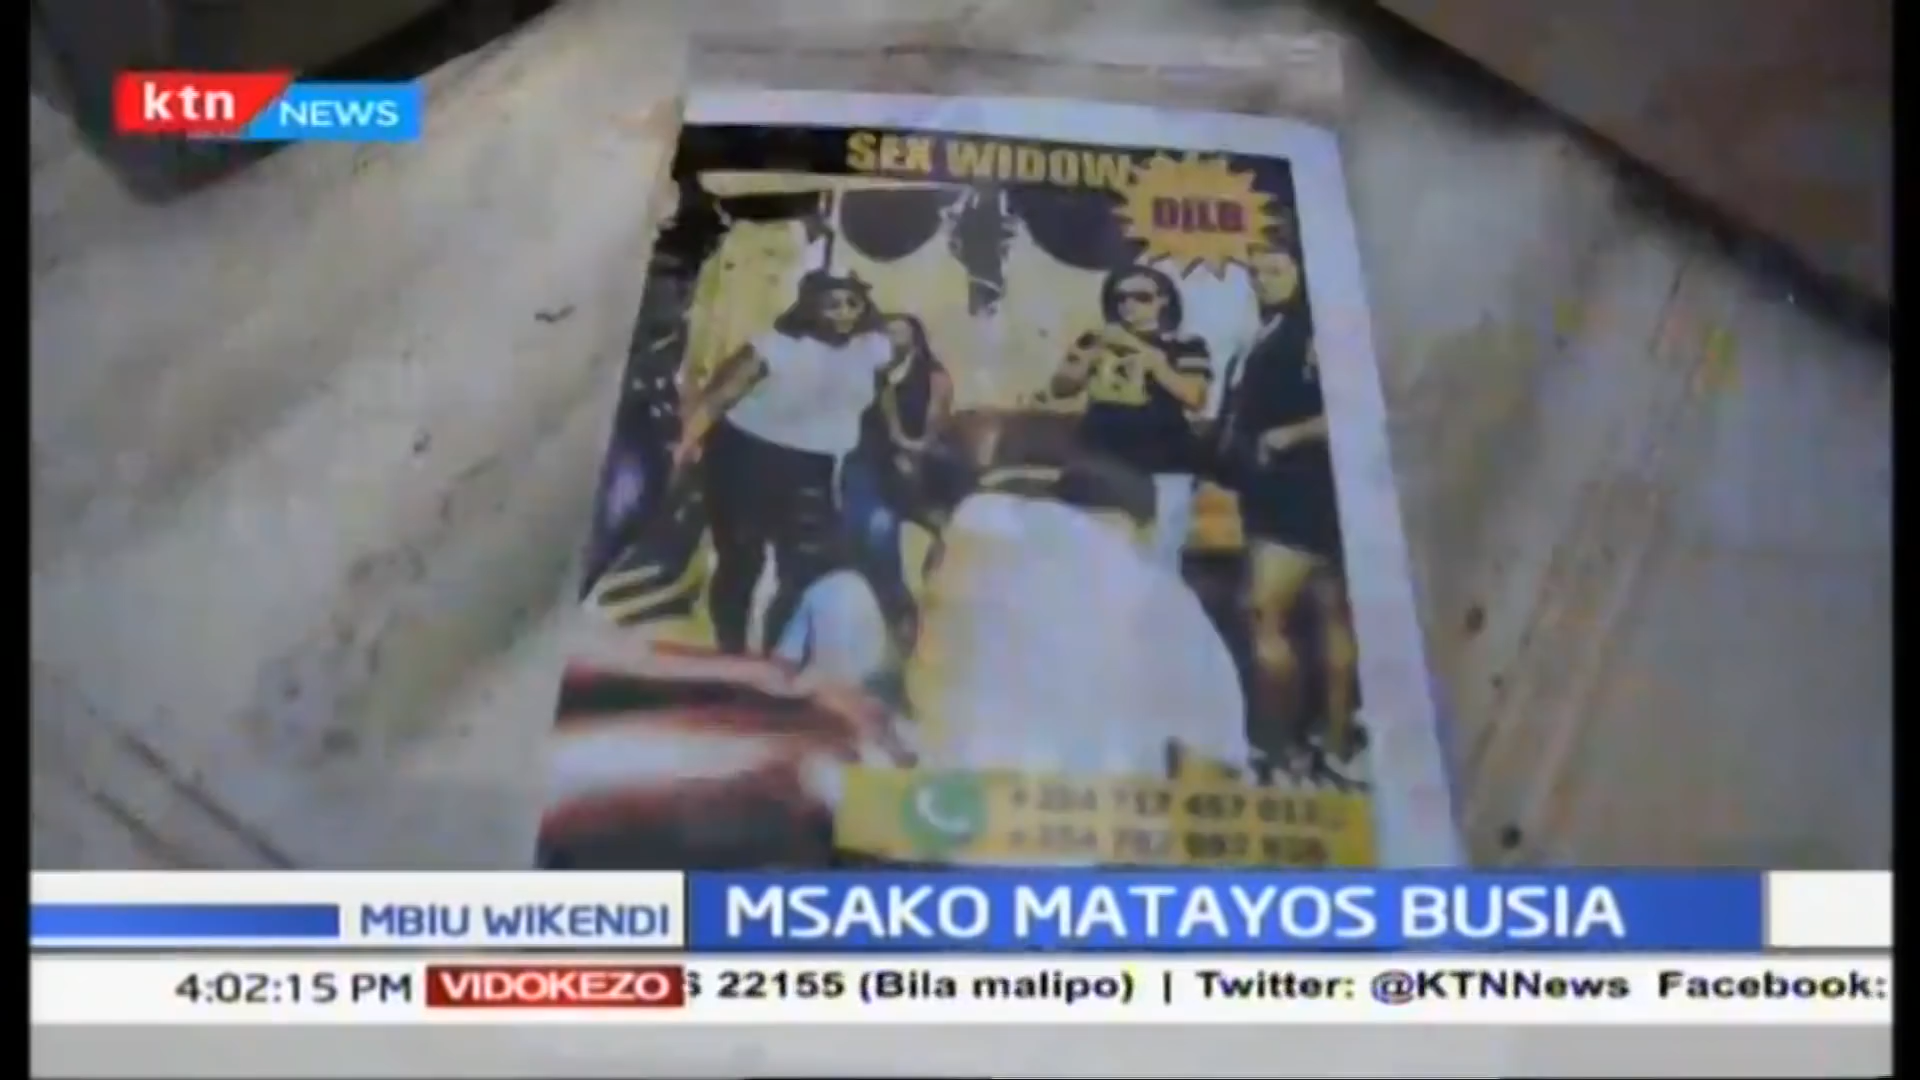 ktn NEWS
SEX WIDOW
MBIU WIKENDI
MSAKO MATAYOS BUSIA
4:02:15 PM VIDOKEZO 22155 (Bila malipo) | Twitter: @KTNNews Facebook: